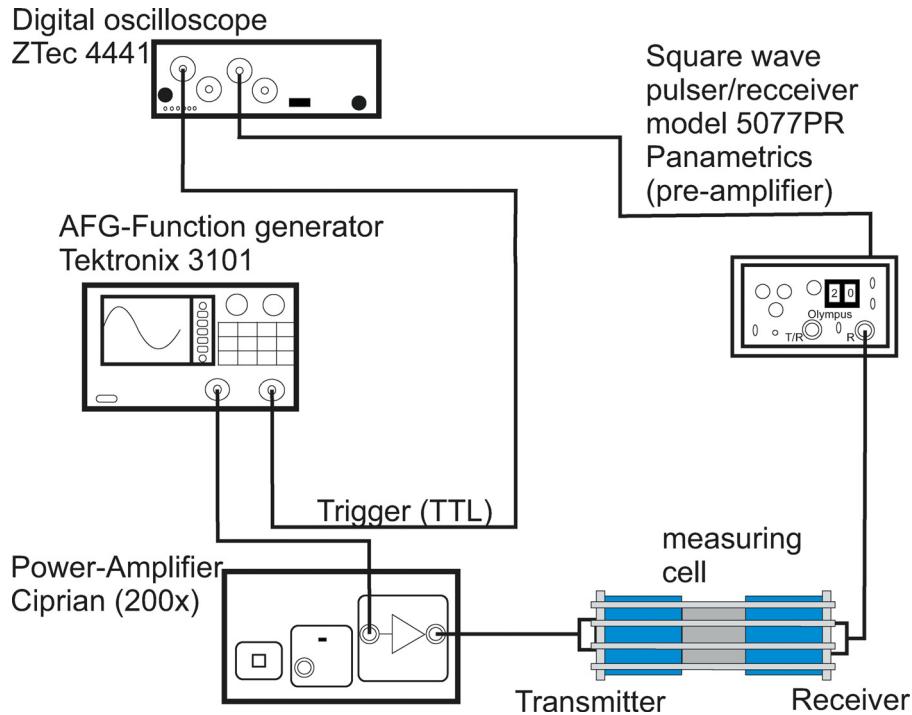 Digital oscilloscope
ZTec 4441
Square wave
pulser/recceiver
model 5077PR
Panametrics
(pre-amplifier)
AFG-Function generator
Tektronix 3101
2 0
Olympus
T/R R
Trigger (TTL)
Power-Amplifier
Ciprian (200x)
measuring
cell
Transmitter
Receiver